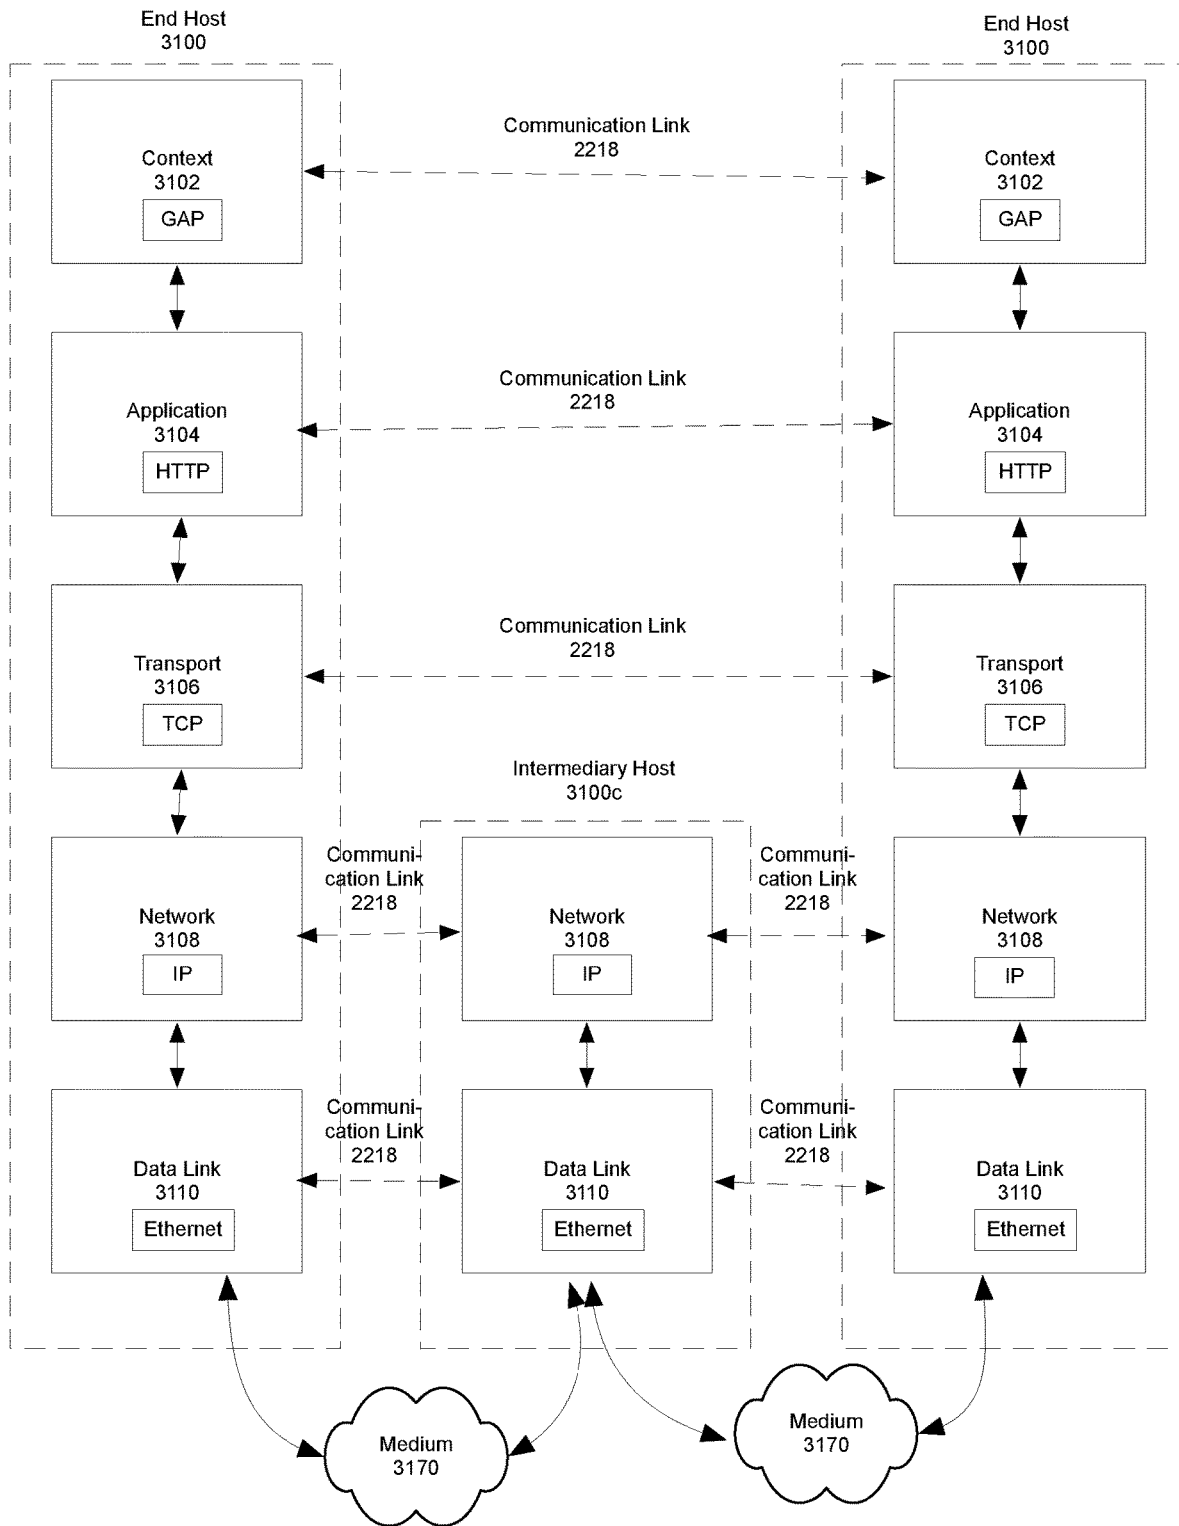 End Host
3100
End Host
3100
Communication Link
2218
Context
3102
GAP
Context
3102
GAP
Communication Link
2218
Application
3104
HTTP
Application
3104
HTTP
Communication Link
2218
Transport
3106
TCP
Transport
3106
TCP
Intermediary Host
3100c
Communi-
cation Link
2218
Communi-
cation Link
2218
Network
3108
IP
Network
3108
IP
Network
3108
IP
Communi-
cation Link
2218
Communi-
cation Link
2218
Data Link
3110
Ethernet
Data Link
3110
Ethernet
Data Link
3110
Ethernet
Medium
3170
Medium
3170